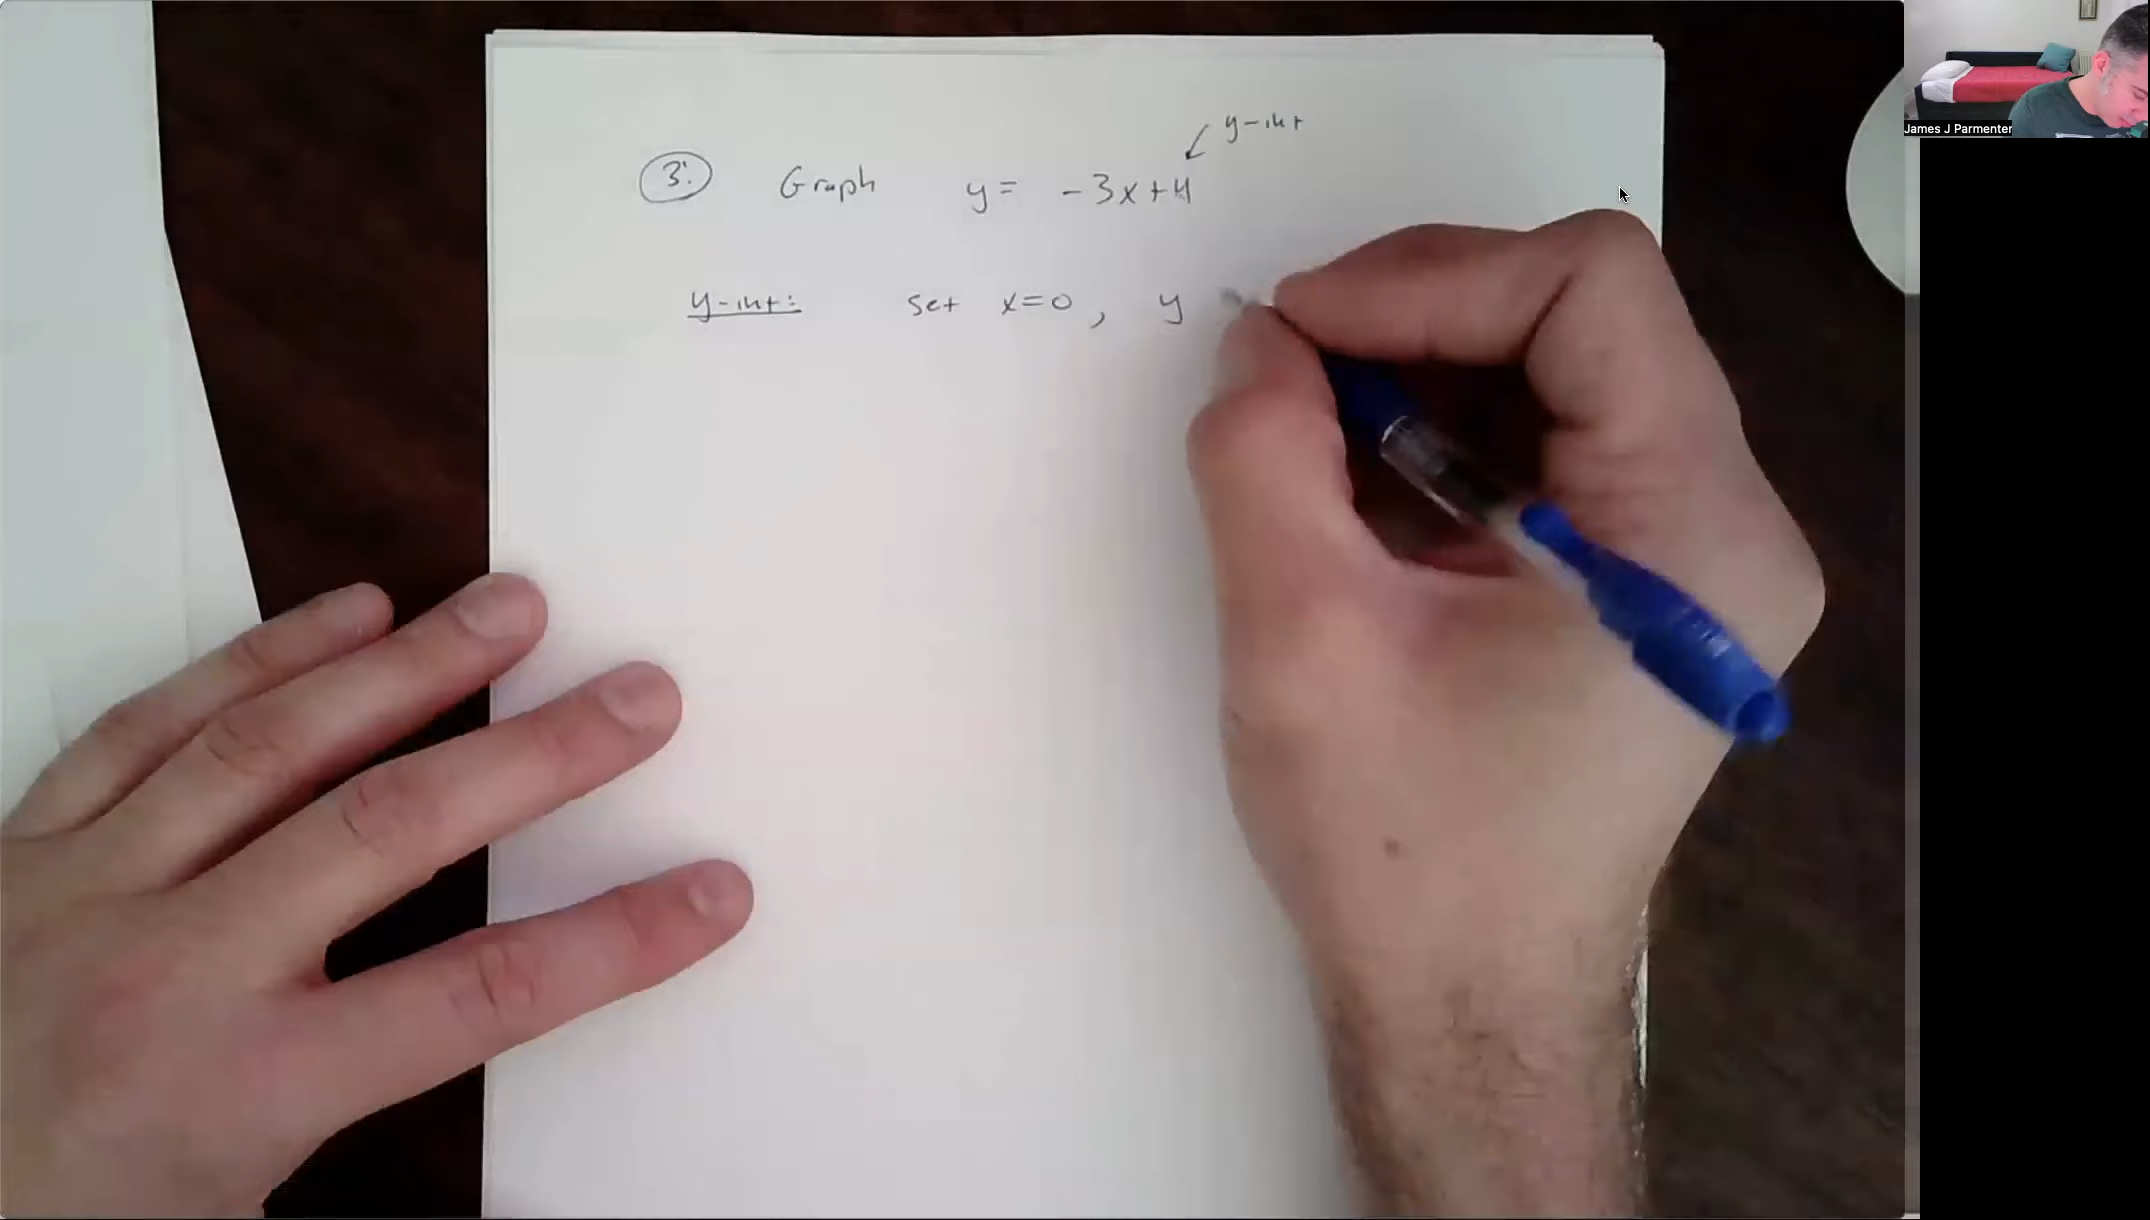 y-int
3. Graph y = -3x+4
y-int: set x=0, y
James J Parmenter